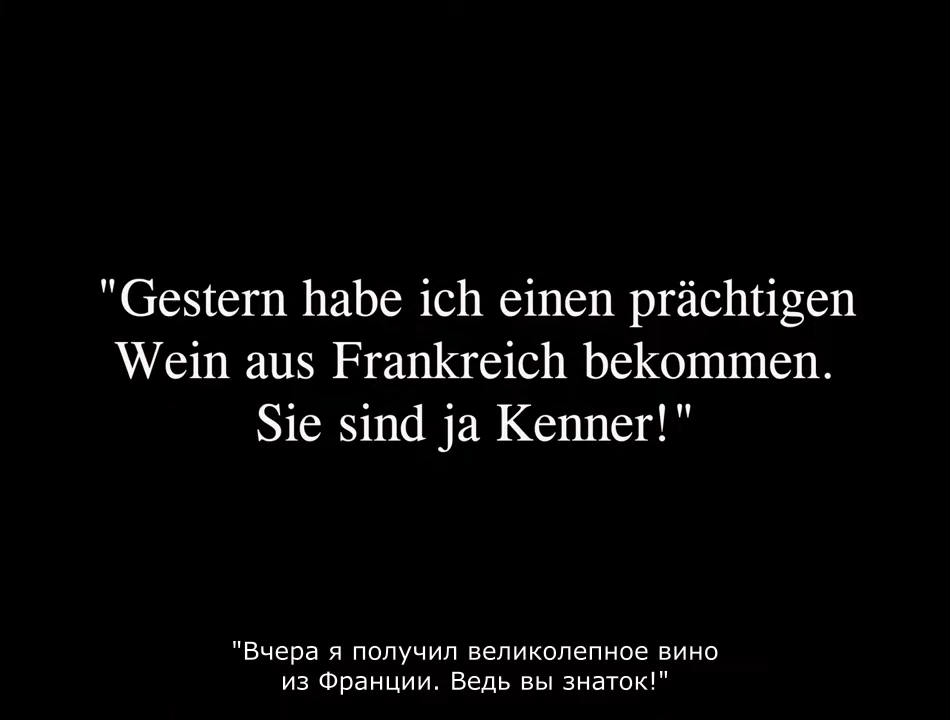 "Gestern habe ich einen prächtigen
Wein aus Frankreich bekommen.
Sie sind ja Kenner!"
"Вчера я получил великолепное вино
из Франции. Ведь вы знаток!"